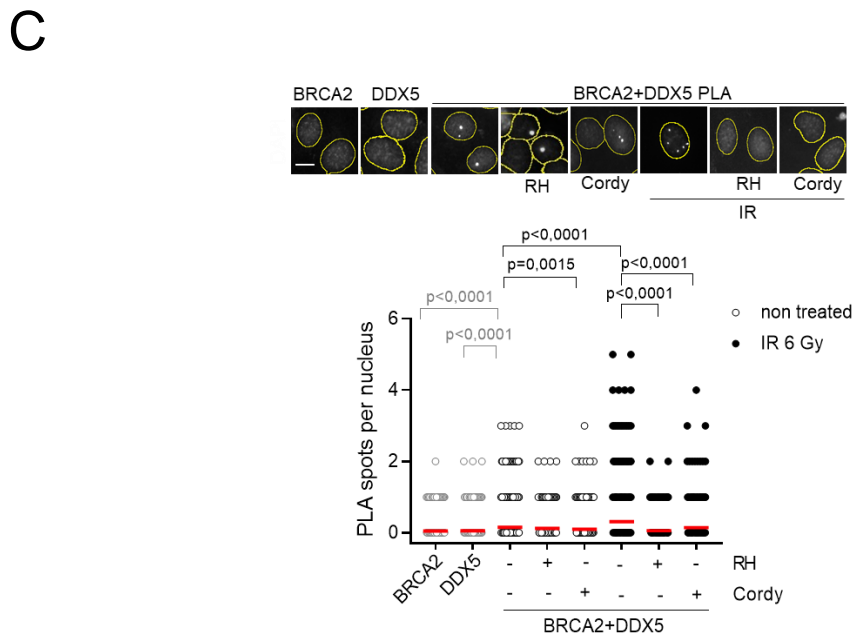 C
BRCA2 DDX5 BRCA2+DDX5 PLA
RH Cordy RH Cordy
IR
p<0,0001
p=0,0015 p<0,0001
p<0,0001 p<0,0001
p<0,0001
non treated
IR 6 Gy
PLA spots per nucleus
6
4
2
0
BRCA2 DDX5 - + - - + - RH
- - + - - + Cordy
BRCA2+DDX5